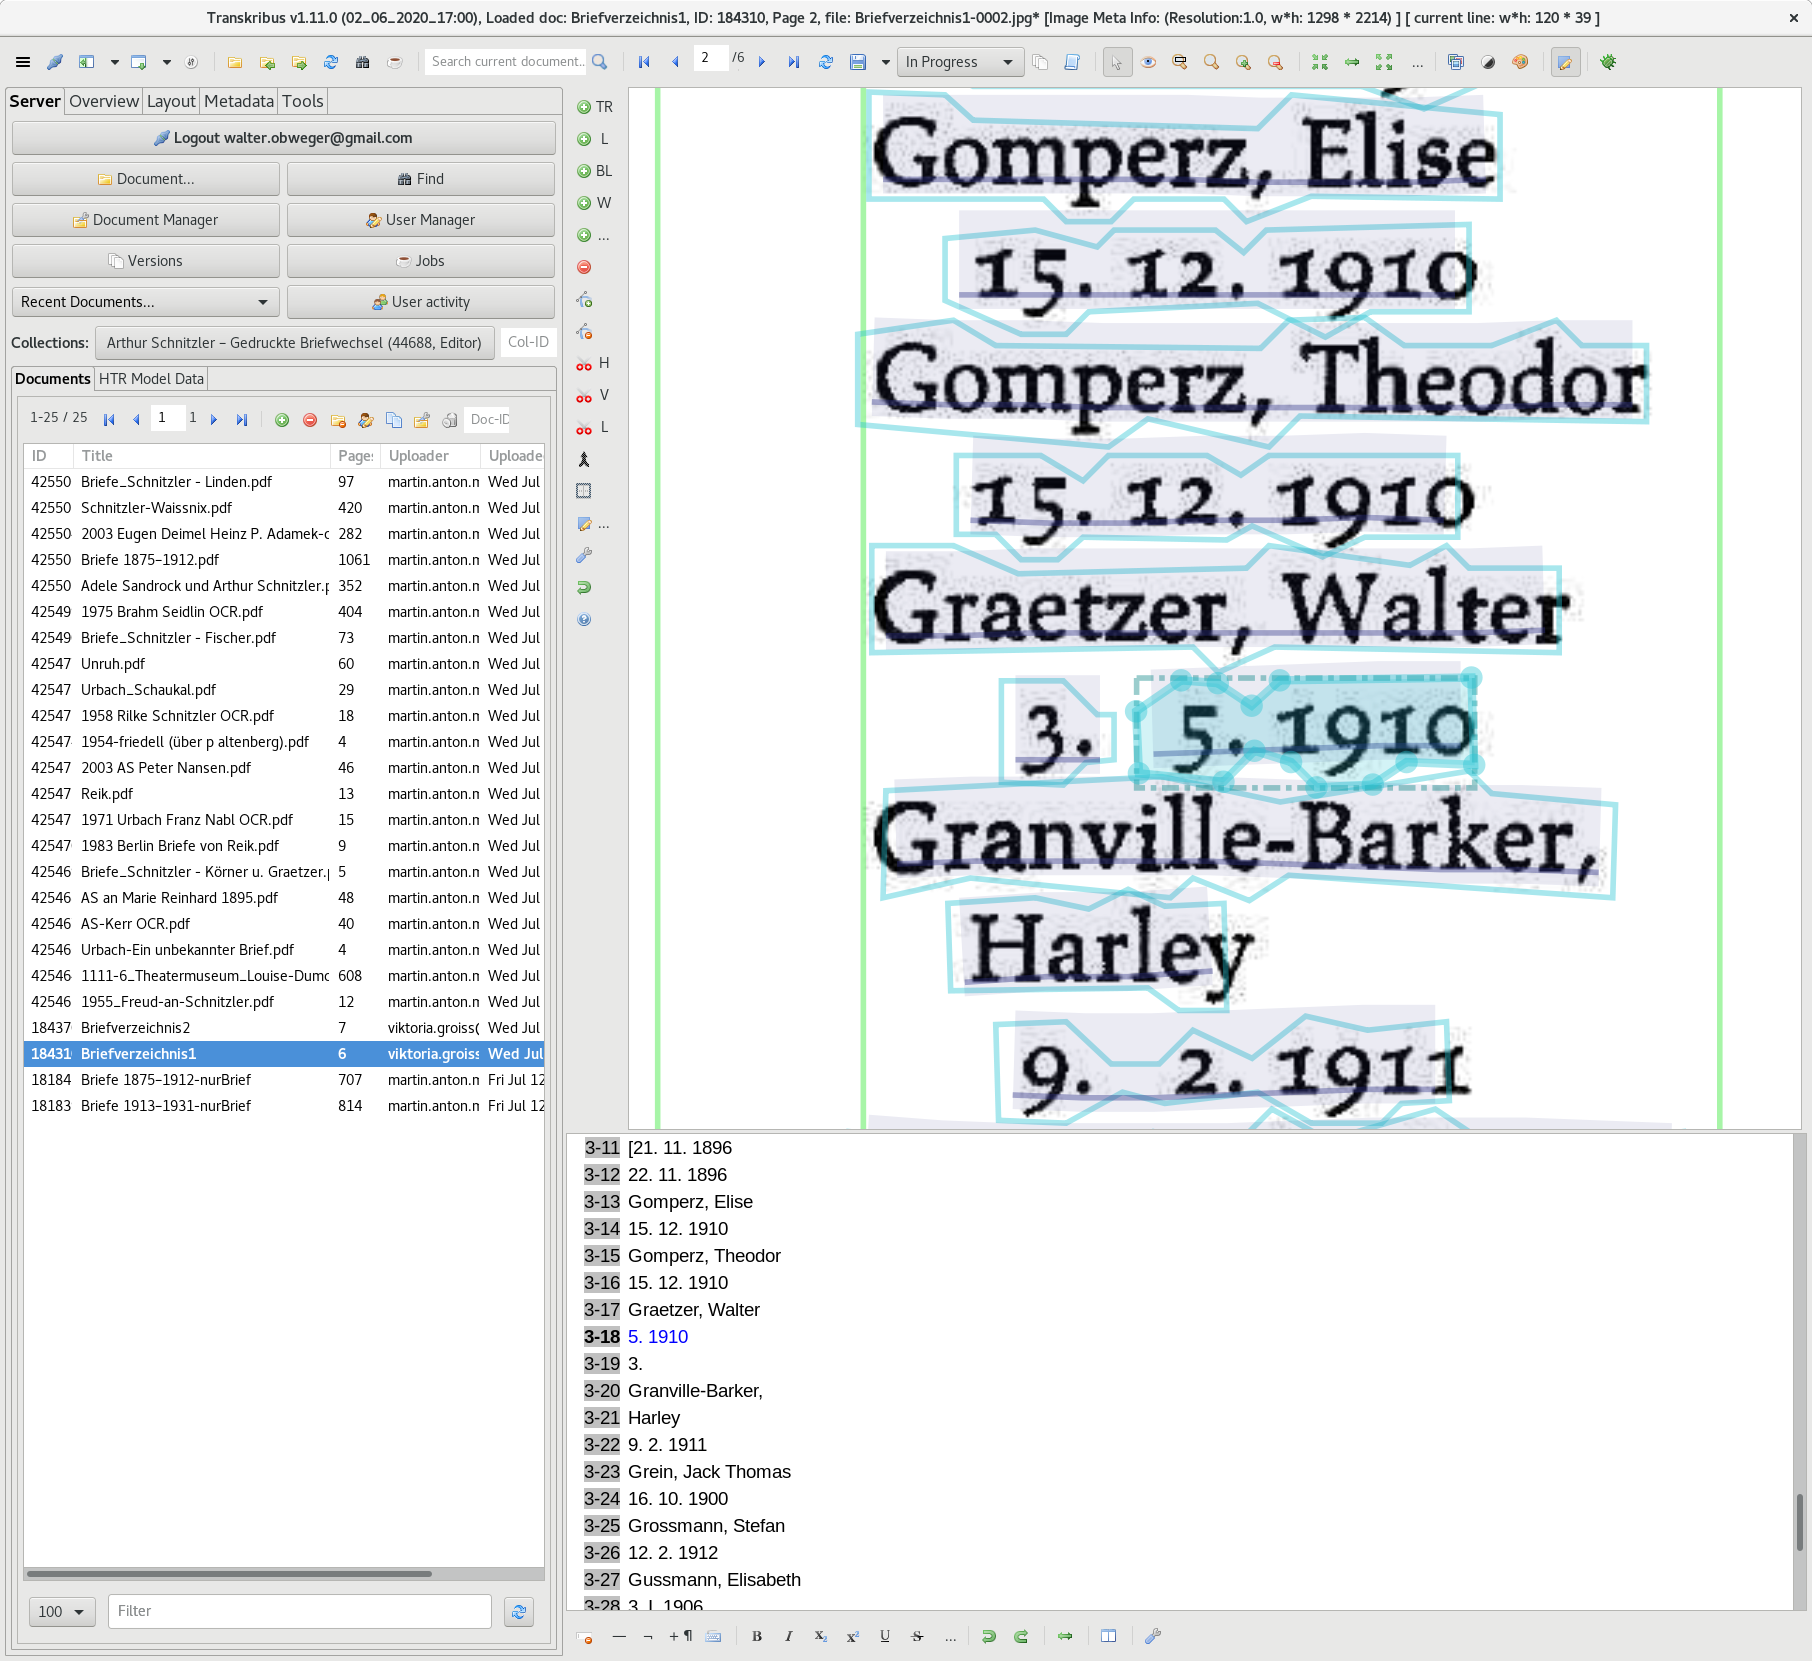 Transkribus v1.11.0 (02_06_2020_17:00), Loaded doc: Briefverzeichnis1, ID: 184310, Page 2, file: Briefverzeichnis1-0002.jpg* [Image Meta Info: (Resolution:1.0, w*h: 1298 * 2214) ] [ current line: w*h: 120 * 39 ]
Search current document...
2 /6
In Progress
...
Server Overview Layout Metadata Tools
Logout walter.obweger@gmail.com
Document... Find
Document Manager User Manager
Versions Jobs
Recent Documents... User activity
Collections: Arthur Schnitzler – Gedruckte Briefwechsel (44688, Editor) Col-ID
Documents HTR Model Data
1-25 / 25 1 1 Doc-ID
ID Title Pages Uploader Uploade
42550 Briefe_Schnitzler - Linden.pdf 97 martin.anton.m Wed Jul
42550 Schnitzler-Waissnix.pdf 420 martin.anton.m Wed Jul
42550 2003 Eugen Deimel Heinz P. Adamek-c 282 martin.anton.m Wed Jul
42550 Briefe 1875–1912.pdf 1061 martin.anton.m Wed Jul
42550 Adele Sandrock und Arthur Schnitzler.p 352 martin.anton.m Wed Jul
42549 1975 Brahm Seidlin OCR.pdf 404 martin.anton.m Wed Jul
42549 Briefe_Schnitzler - Fischer.pdf 73 martin.anton.m Wed Jul
42547 Unruh.pdf 60 martin.anton.m Wed Jul
42547 Urbach_Schaukal.pdf 29 martin.anton.m Wed Jul
42547 1958 Rilke Schnitzler OCR.pdf 18 martin.anton.m Wed Jul
42547 1954-friedell (über p altenberg).pdf 4 martin.anton.m Wed Jul
42547 2003 AS Peter Nansen.pdf 46 martin.anton.m Wed Jul
42547 Reik.pdf 13 martin.anton.m Wed Jul
42547 1971 Urbach Franz Nabl OCR.pdf 15 martin.anton.m Wed Jul
42547 1983 Berlin Briefe von Reik.pdf 9 martin.anton.m Wed Jul
42546 Briefe_Schnitzler - Körner u. Graetzer.p 5 martin.anton.m Wed Jul
42546 AS an Marie Reinhard 1895.pdf 48 martin.anton.m Wed Jul
42546 AS-Kerr OCR.pdf 40 martin.anton.m Wed Jul
42546 Urbach-Ein unbekannter Brief.pdf 4 martin.anton.m Wed Jul
42546 1111-6_Theatermuseum_Louise-Dumo 608 martin.anton.m Wed Jul
42546 1955_Freud-an-Schnitzler.pdf 12 martin.anton.m Wed Jul
18437 Briefverzeichnis2 7 viktoria.groiss( Wed Jul
18431 Briefverzeichnis1 6 viktoria.groiss Wed Jul
18184 Briefe 1875–1912-nurBrief 707 martin.anton.m Fri Jul 12
18183 Briefe 1913–1931-nurBrief 814 martin.anton.m Fri Jul 12
100 Filter
TR
L
BL
W
...
H
V
L
...
Gomperz, Elise
15. 12. 1910
Gomperz, Theodor
15. 12. 1910
Graetzer, Walter
3. 5. 1910
Granville-Barker,
Harley
9. 2. 1911
3-11 [21. 11. 1896
3-12 22. 11. 1896
3-13 Gomperz, Elise
3-14 15. 12. 1910
3-15 Gomperz, Theodor
3-16 15. 12. 1910
3-17 Graetzer, Walter
3-18 5. 1910
3-19 3.
3-20 Granville-Barker,
3-21 Harley
3-22 9. 2. 1911
3-23 Grein, Jack Thomas
3-24 16. 10. 1900
3-25 Grossmann, Stefan
3-26 12. 2. 1912
3-27 Gussmann, Elisabeth
3-28 3. I. 1906
— ¬ +¶ B I X₂ x² U S ...